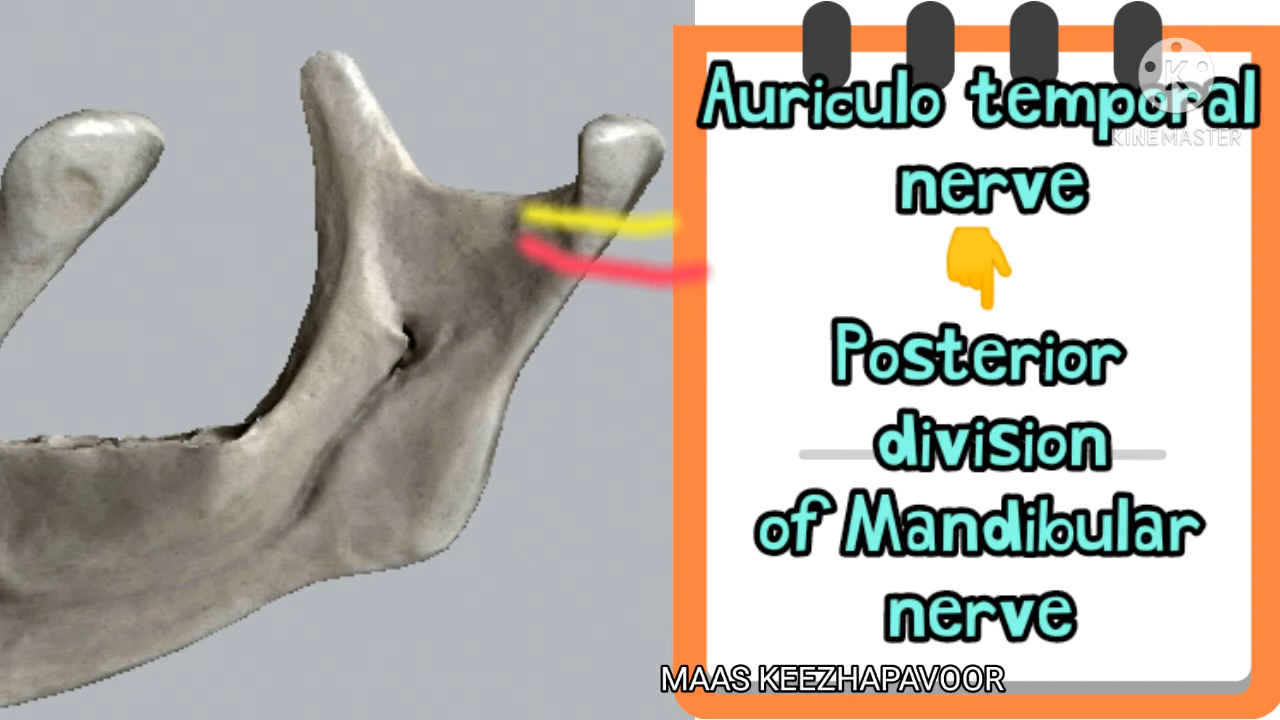 Auriculo temporal
nerve
Posterior
division
of Mandibular
nerve
K
KINEMASTER
MAAS KEEZHAPAVOOR